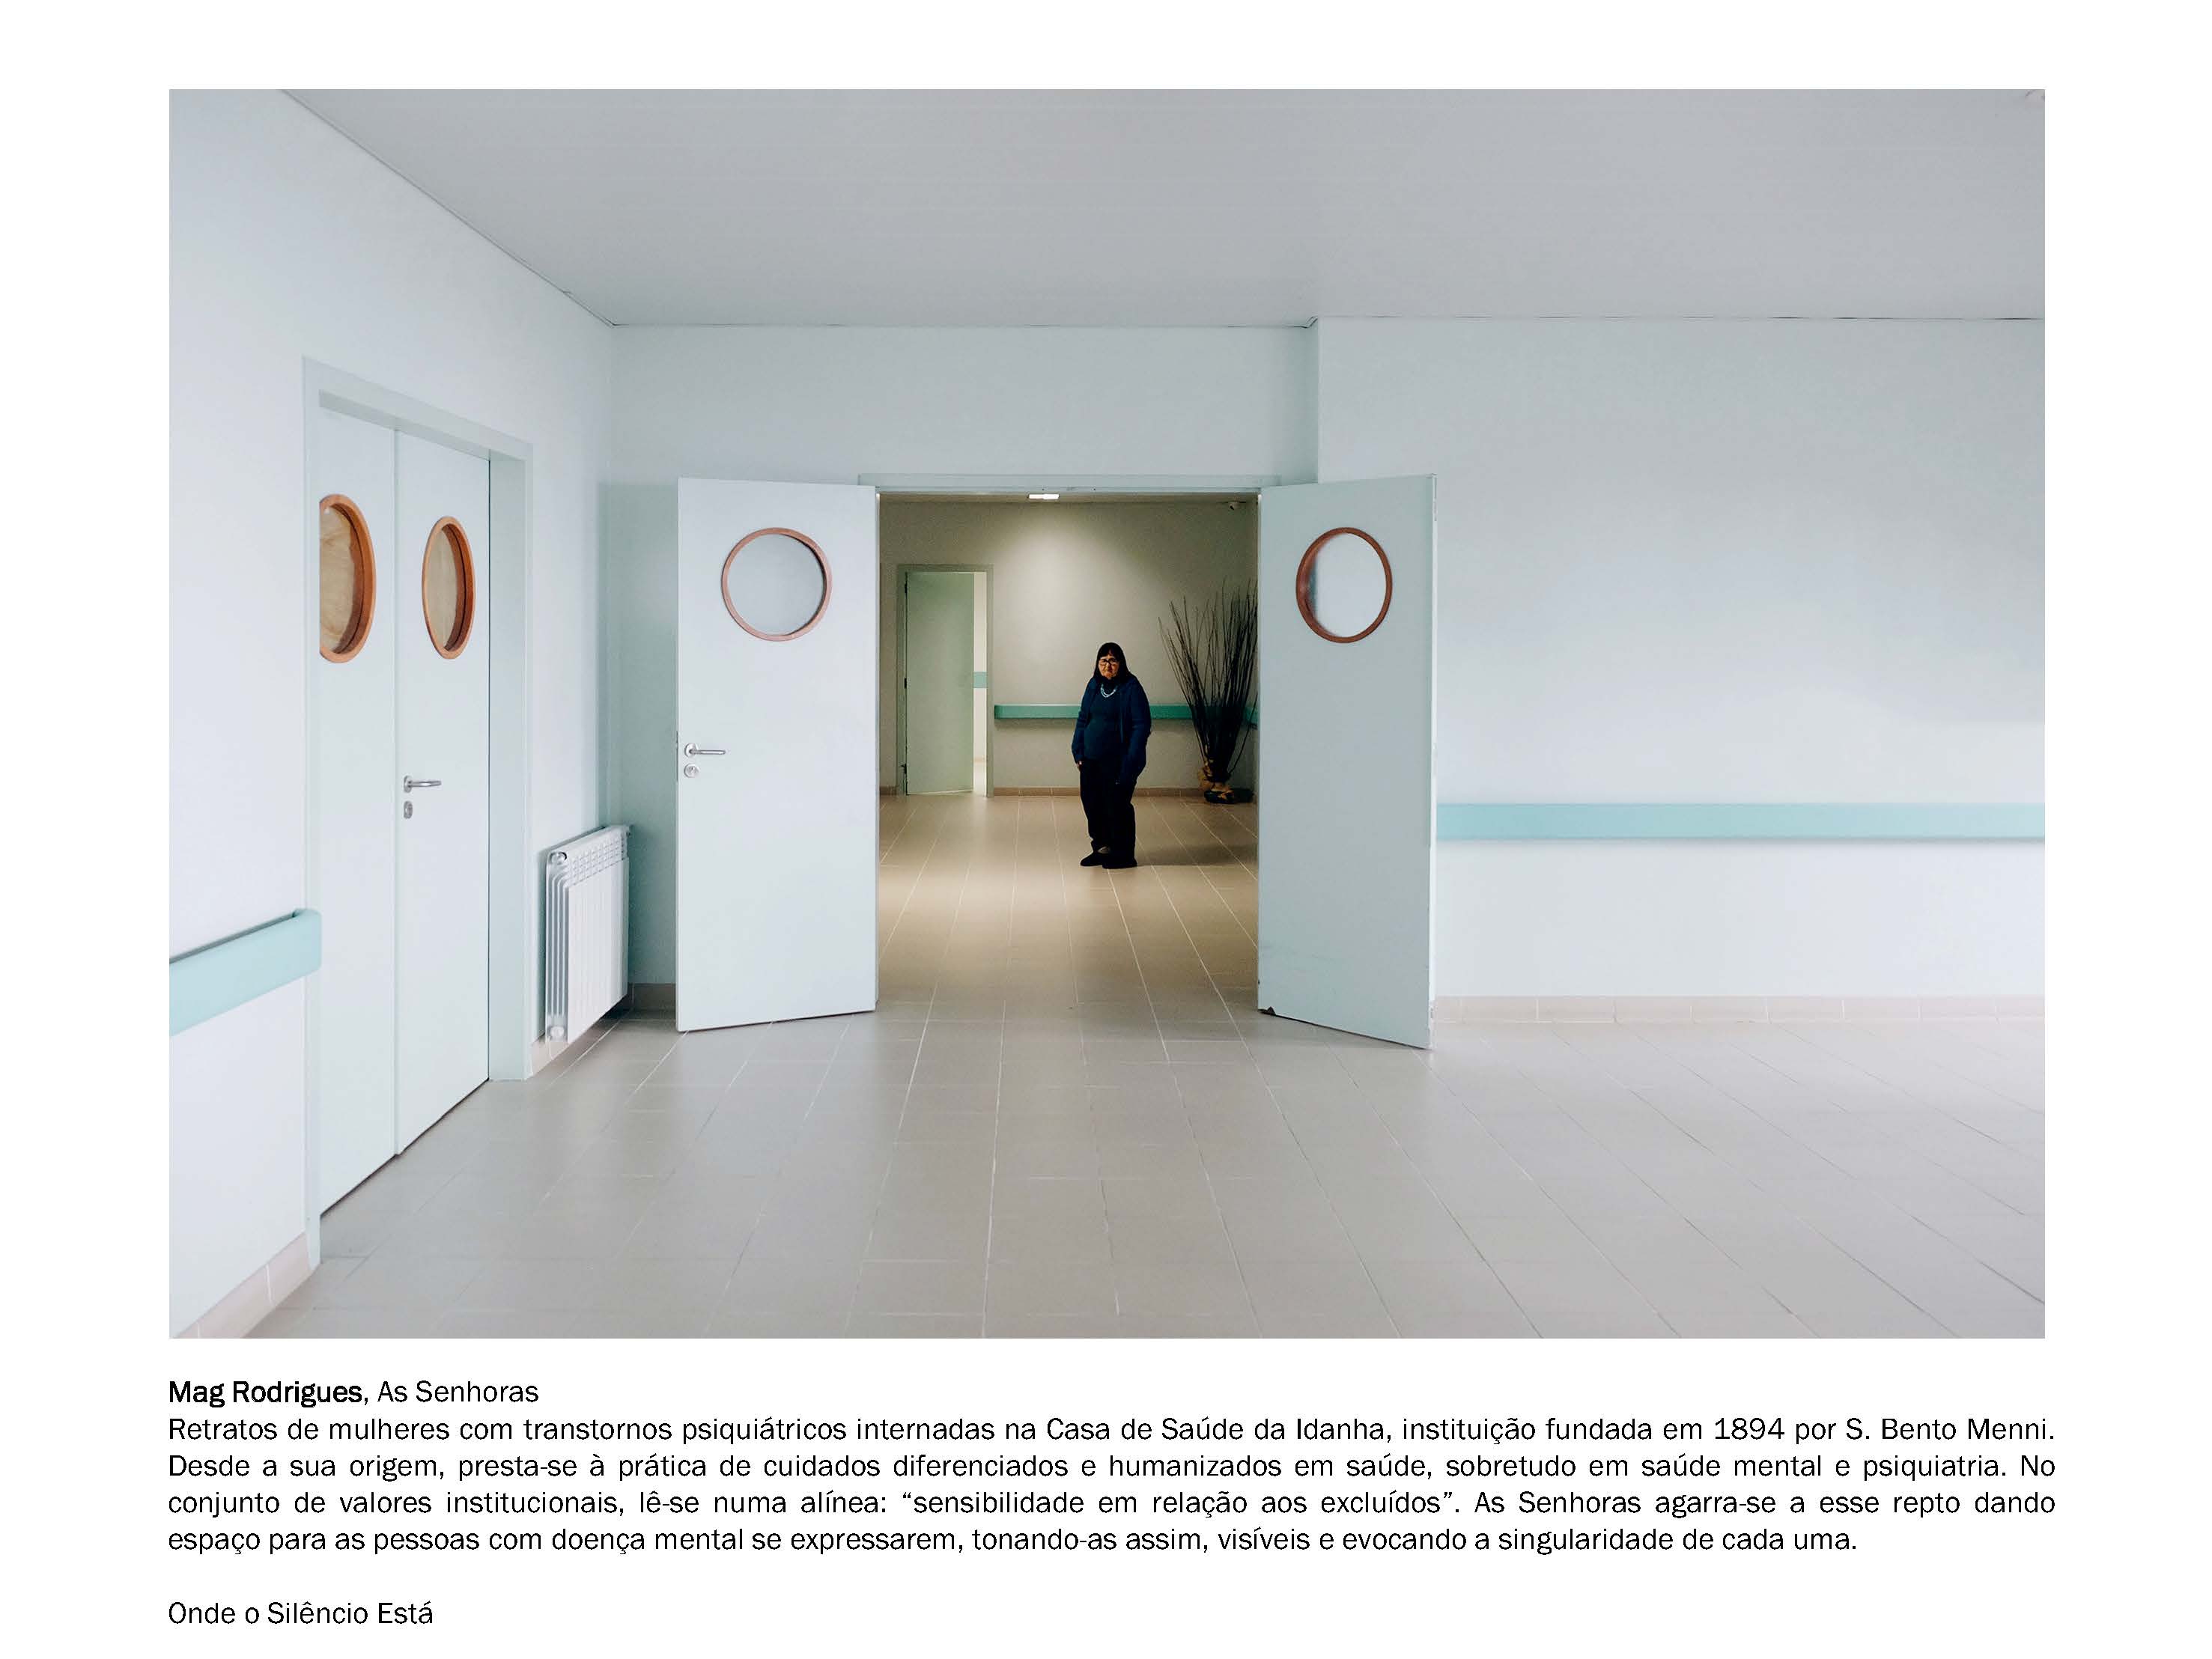 Mag Rodrigues, As Senhoras
Retratos de mulheres com transtornos psiquiátricos internadas na Casa de Saúde da Idanha, instituição fundada em 1894 por S. Bento Menni.
Desde a sua origem, presta-se à prática de cuidados diferenciados e humanizados em saúde, sobretudo em saúde mental e psiquiatria. No
conjunto de valores institucionais, lê-se numa alínea: “sensibilidade em relação aos excluídos”. As Senhoras agarra-se a esse repto dando
espaço para as pessoas com doença mental se expressarem, tonando-as assim, visíveis e evocando a singularidade de cada uma.
Onde o Silêncio Está